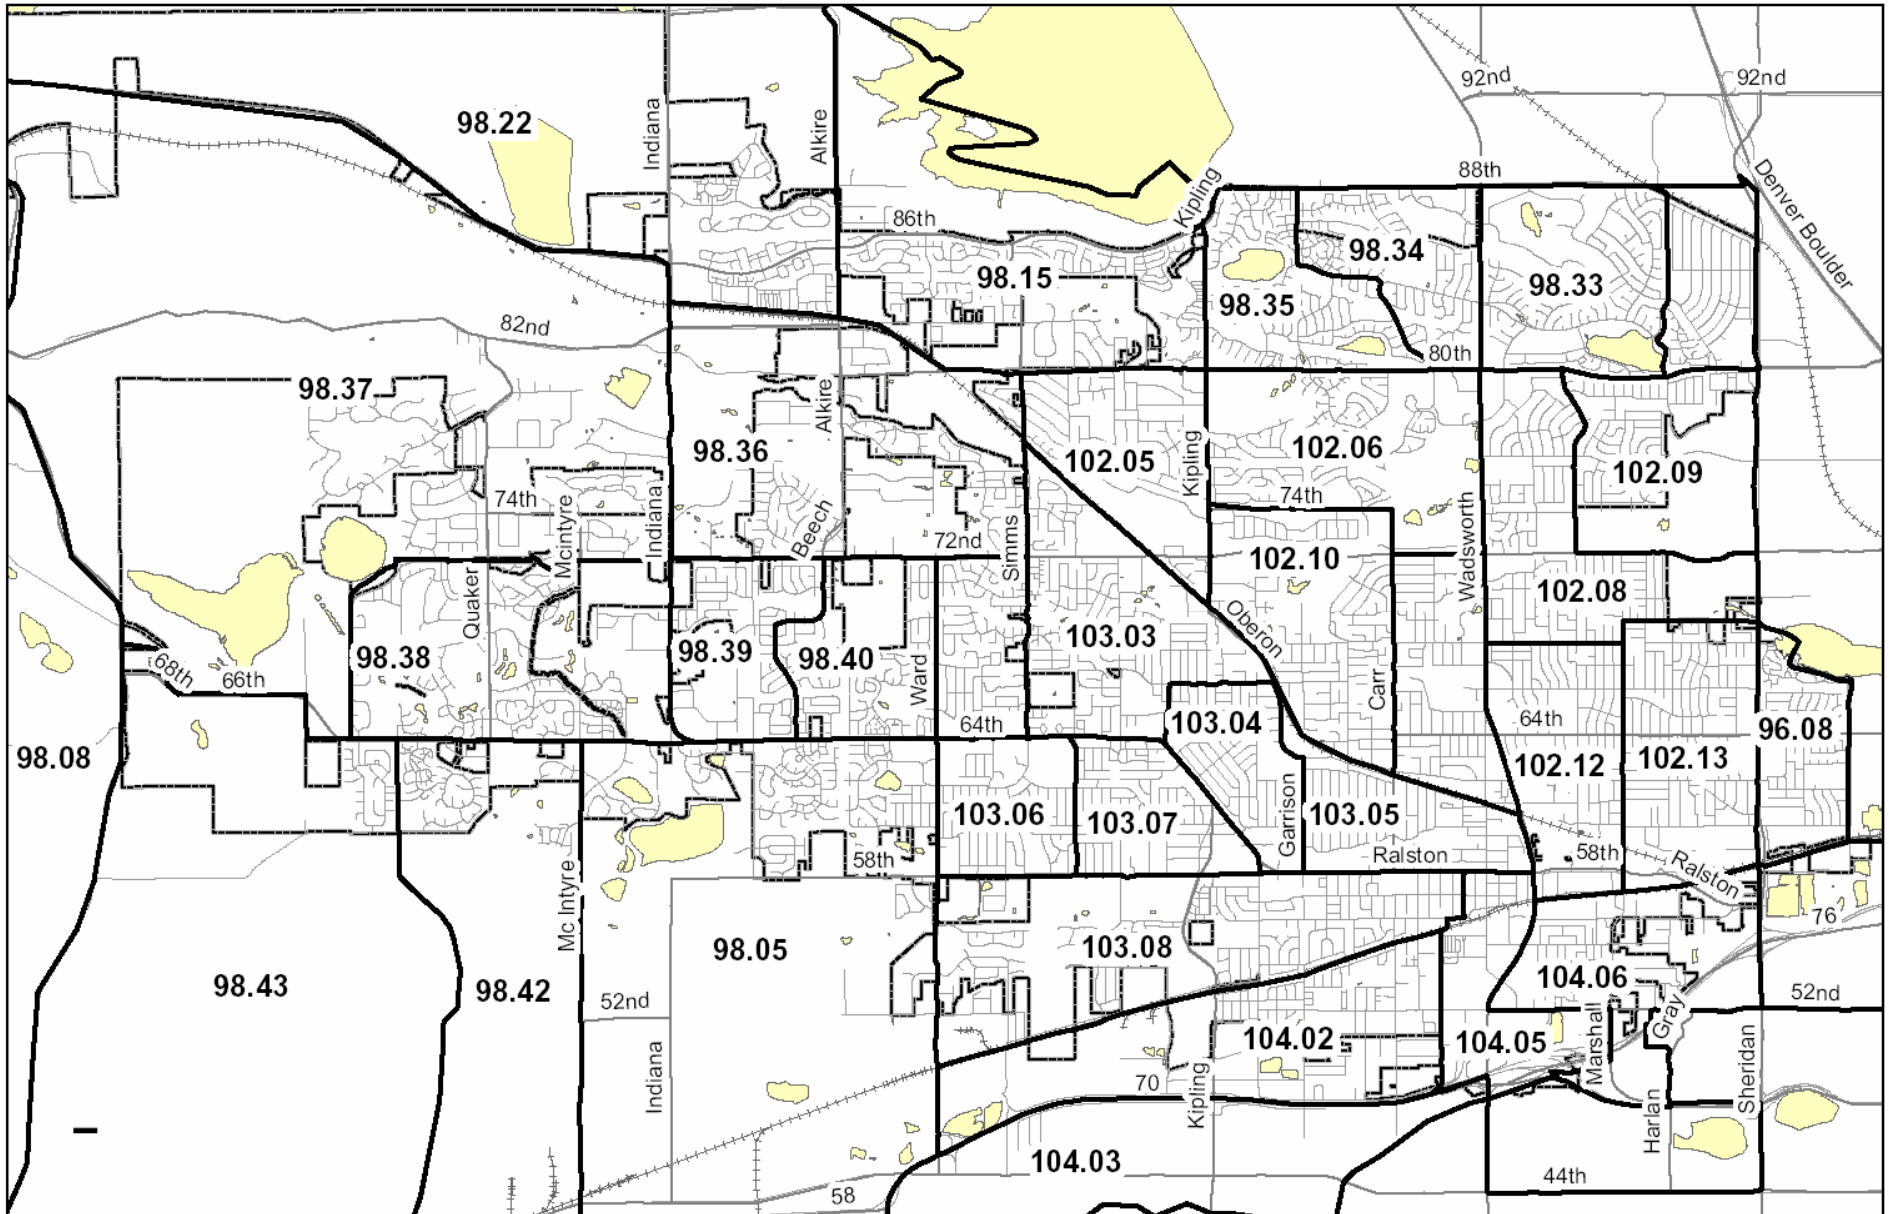 92nd
92nd
98.22
Indiana
Alkire
88th
Kipling
Denver Boulder
86th
98.34
98.15
98.33
98.35
82nd
80th
98.37
Alkire
98.36
102.05
Kipling
102.06
102.09
74th
74th
Mcintyre
Indiana
Beech
72nd
Simms
Wadsworth
102.10
102.08
Quaker
Oberon
103.03
98.38
98.39
98.40
68th
66th
Ward
Carr
64th
103.04
64th
96.08
98.08
102.12
102.13
103.06
103.07
Garrison
103.05
58th
Ralston
58th
Ralston
76
Mc Intyre
98.05
103.08
98.43
98.42
52nd
104.06
52nd
Gray
104.02
104.05
Marshall
Indiana
70
Kipling
Harlan
Sheridan
104.03
44th
58